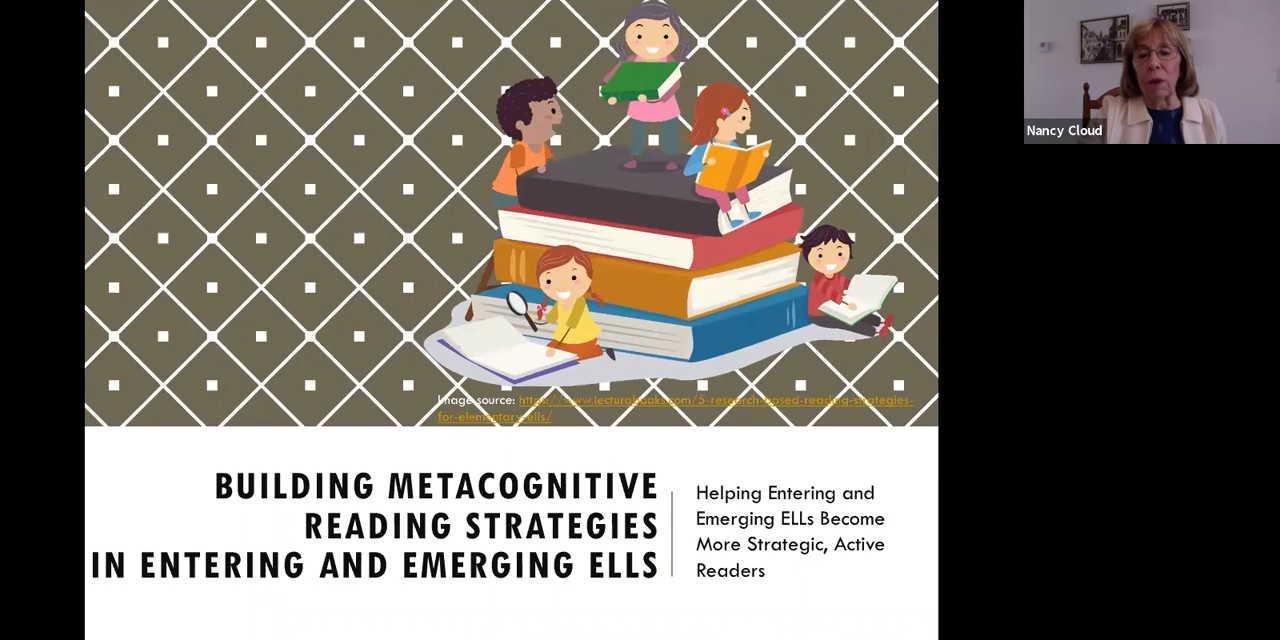 Nancy Cloud
Image source: https://www.lecturabooks.com/5-research-based-reading-strategies-
for-elementary-ells/
BUILDING METACOGNITIVE
READING STRATEGIES
IN ENTERING AND EMERGING ELLS
Helping Entering and
Emerging ELLs Become
More Strategic, Active
Readers